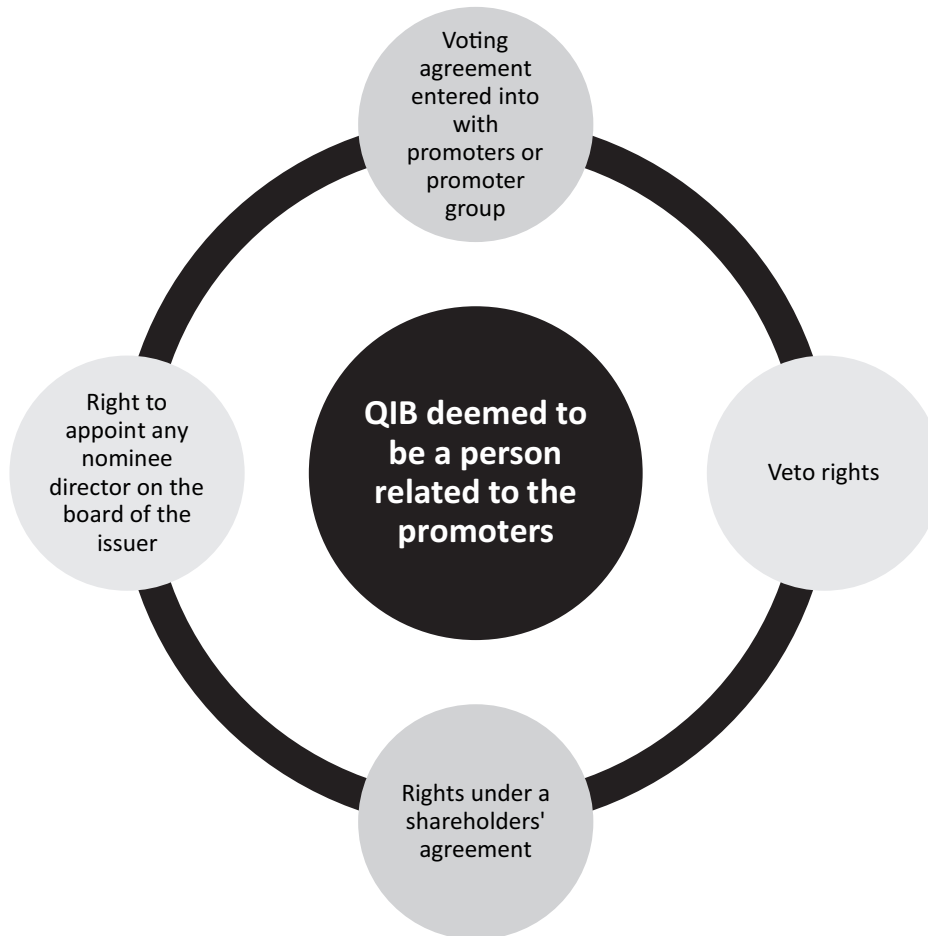 Voting
agreement
entered into
with
promoters or
promoter
group
Right to
appoint any
nominee
director on the
board of the
issuer
QIB deemed to
be a person
related to the
promoters
Veto rights
Rights under a
shareholders'
agreement